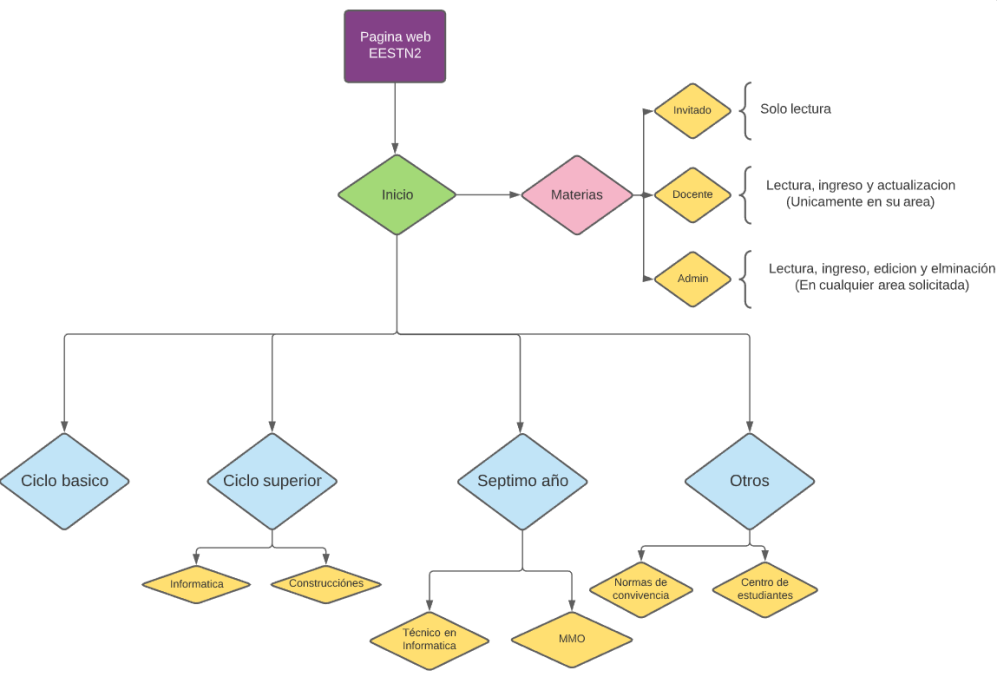 Pagina web
EESTN2
Invitado
Solo lectura
Inicio
Materias
Docente
Lectura, ingreso y actualizacion
(Unicamente en su area)
Admin
Lectura, ingreso, edicion y elminación
(En cualquier area solicitada)
Ciclo basico
Ciclo superior
Septimo año
Otros
Informatica
Construcciónes
Normas de
convivencia
Centro de
estudiantes
Técnico en
Informatica
MMO